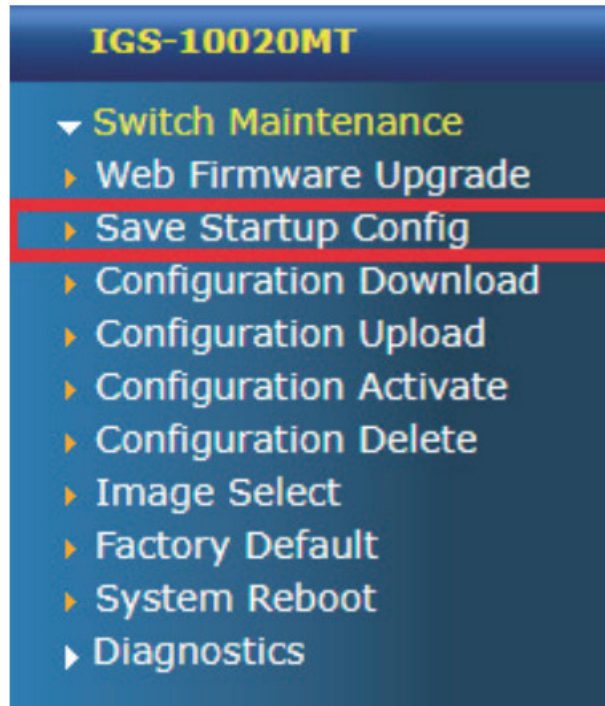 IGS-10020MT
Switch Maintenance
Web Firmware Upgrade
Save Startup Config
Configuration Download
Configuration Upload
Configuration Activate
Configuration Delete
Image Select
Factory Default
System Reboot
Diagnostics